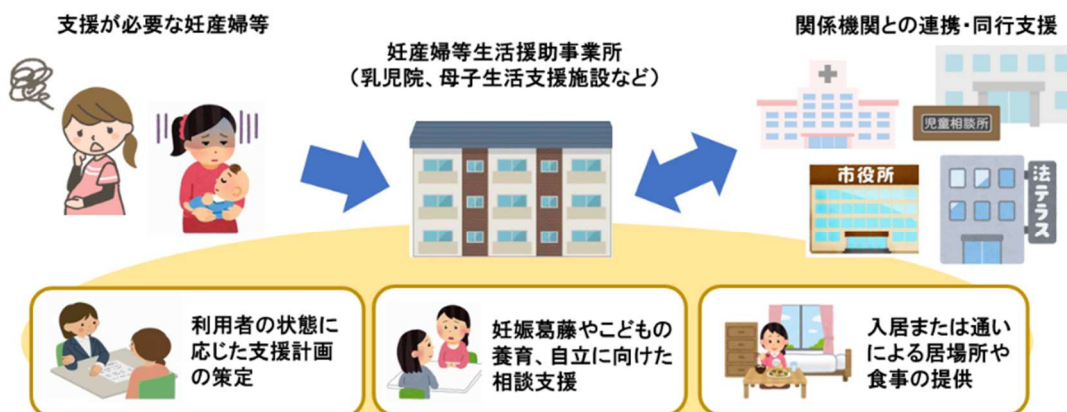 支援が必要な妊産婦等
妊産婦等生活援助事業所
（乳児院、母子生活支援施設など）
関係機関との連携・同行支援
児童相談所
市役所
法テラス
利用者の状態に
応じた支援計画
の策定
妊娠葛藤やこどもの
養育、自立に向けた
相談支援
入居または通い
による居場所や
食事の提供